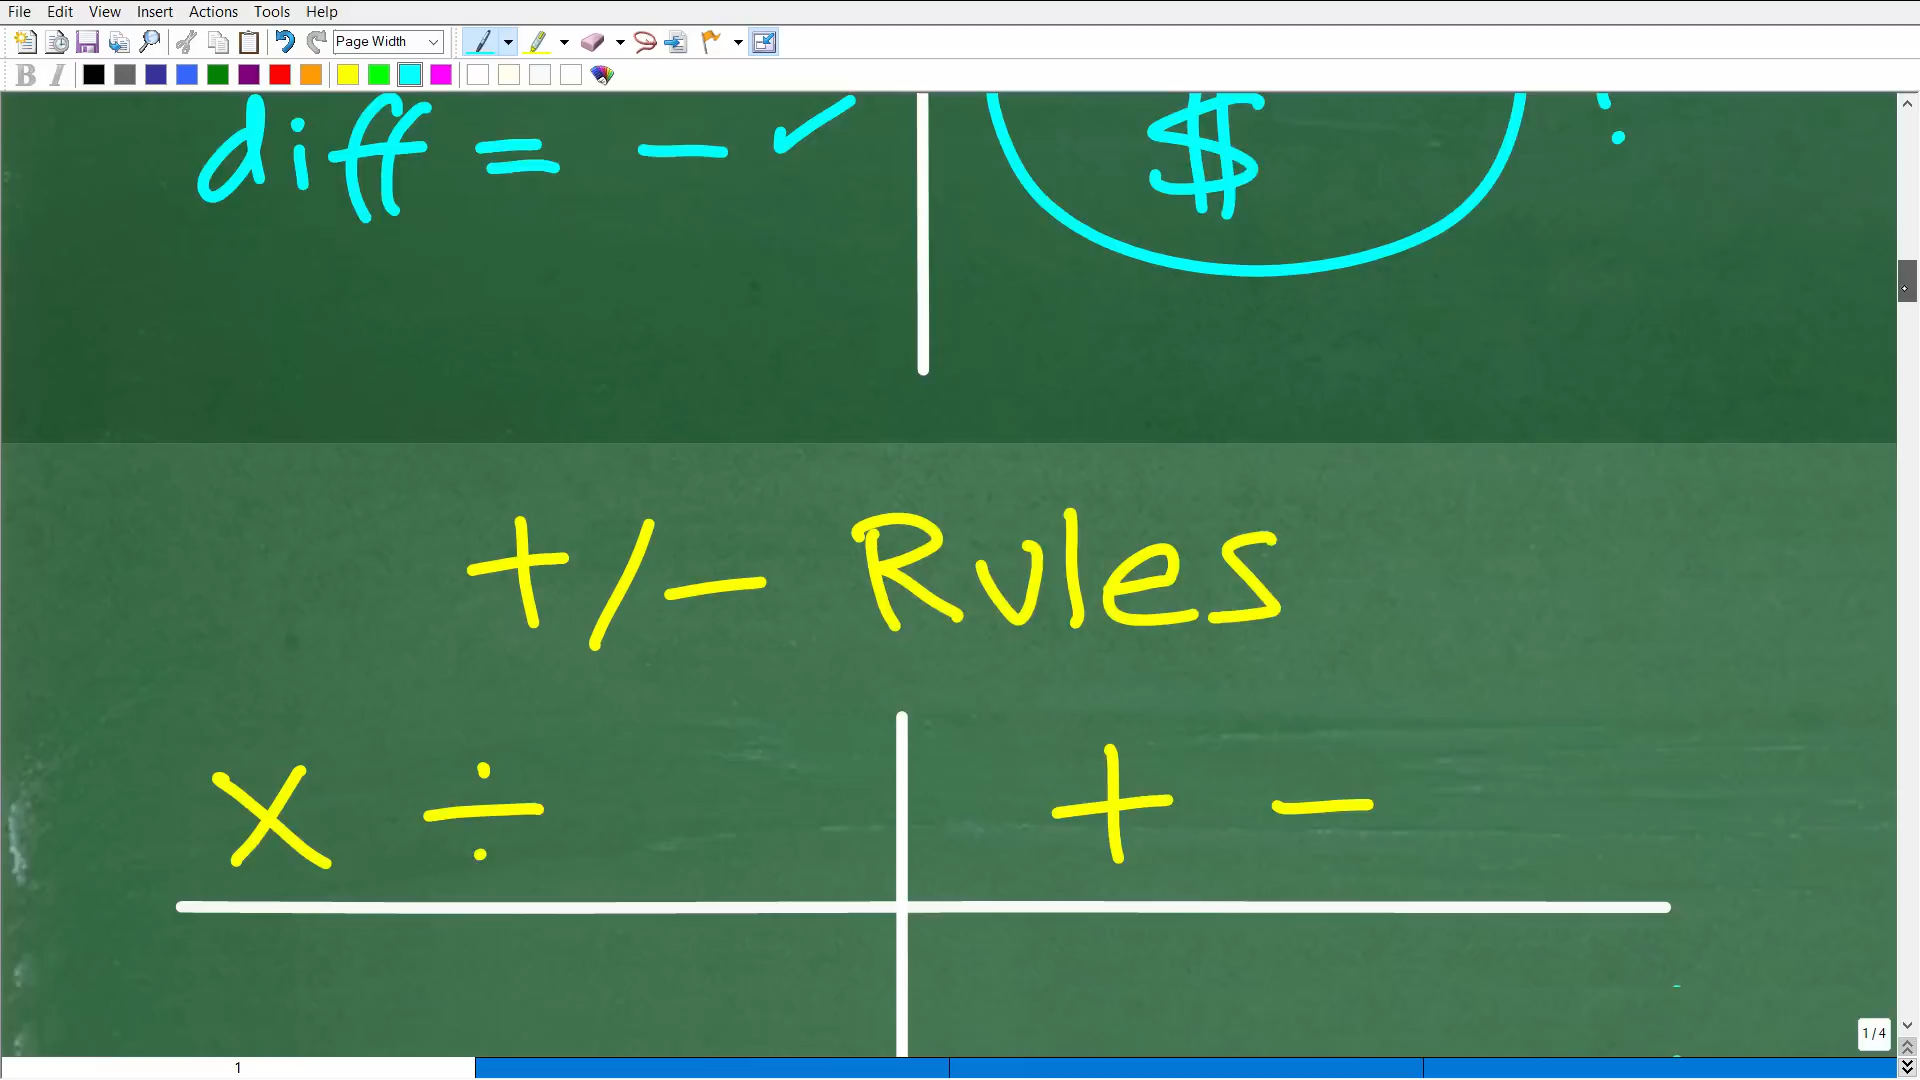 File Edit View Insert Actions Tools Help
Page Width
B I
diff = - ✓
$
+/- Rules
x ÷
+ -
1 / 4
1